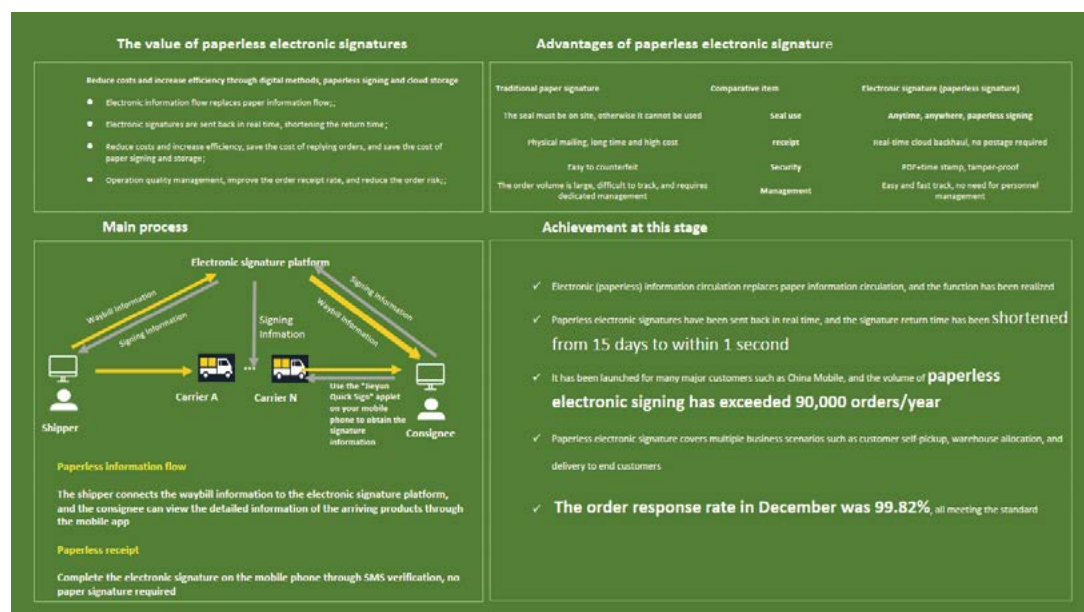 The value of paperless electronic signatures
Reduce costs and increase efficiency through digital methods, paperless signing and cloud storage
Electronic information flow replaces paper information flow;;
Electronic signatures are sent back in real time, shortening the return time;
Reduce costs and increase efficiency, save the cost of replying orders, and save the cost of
paper signing and storage;
Operation quality management, improve the order receipt rate, and reduce the order risk;;
Advantages of paperless electronic signature
Traditional paper signature Comparative item Electronic signature (paperless signature)
The seal must be on site, otherwise it cannot be used Seal use Anytime, anywhere, paperless signing
Physical mailing, long time and high cost receipt Real-time cloud backhaul, no postage required
Easy to counterfeit Security PDF+time stamp, tamper-proof
The order volume is large, difficult to track, and requires
dedicated management
Management
Easy and fast track, no need for personnel
management
Main process
Electronic signature platform
Waybill Information
Signing Information
Signing
Infmation
Signing Information
Waybill Information
...
Carrier A
Carrier N
Use the "Jieyun
Quick Sign" applet
on your mobile
phone to obtain the
signature
information
Shipper
Consignee
Paperless information flow
The shipper connects the waybill information to the electronic signature platform,
and the consignee can view the detailed information of the arriving products through
the mobile app
Paperless receipt
Complete the electronic signature on the mobile phone through SMS verification, no
paper signature required
Achievement at this stage
✓ Electronic (paperless) information circulation replaces paper information circulation, and the function has been realized
✓ Paperless electronic signatures have been sent back in real time, and the signature return time has been shortened
from 15 days to within 1 second
✓ It has been launched for many major customers such as China Mobile, and the volume of paperless
electronic signing has exceeded 90,000 orders/year
✓ Paperless electronic signature covers multiple business scenarios such as customer self-pickup, warehouse allocation, and
delivery to end customers
✓ The order response rate in December was 99.82%, all meeting the standard